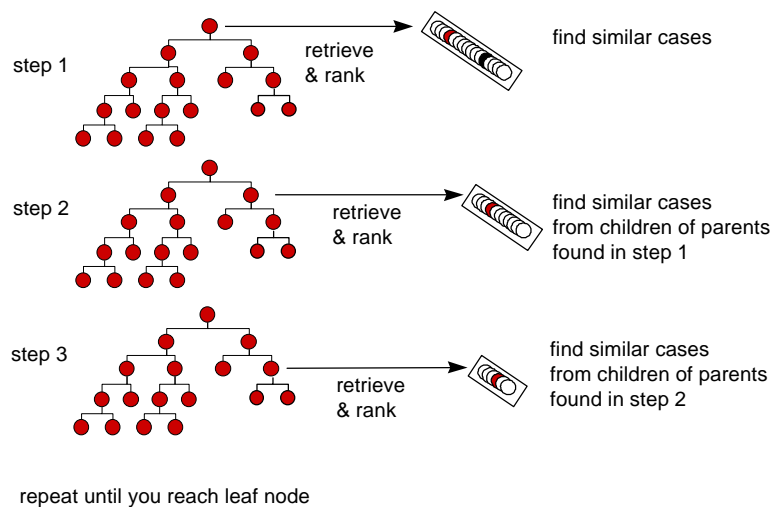 step 1
retrieve
& rank
find similar cases
step 2
retrieve
& rank
find similar cases
from children of parents
found in step 1
step 3
retrieve
& rank
find similar cases
from children of parents
found in step 2
repeat until you reach leaf node